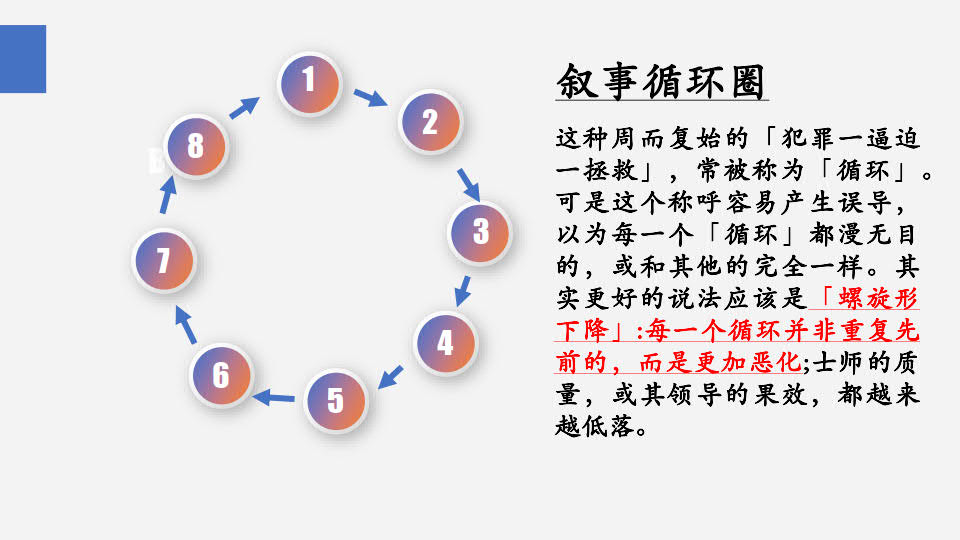 叙事循环圈
这种周而复始的「犯罪一逼迫
一拯救」，常被称为「循环」。
可是这个称呼容易产生误导，
以为每一个「循环」都漫无目
的，或和其他的完全一样。其
实更好的说法应该是「螺旋形
下降」:每一个循环并非重复先
前的，而是更加恶化;士师的质
量，或其领导的果效，都越来
越低落。
1
2
3
4
5
6
7
8